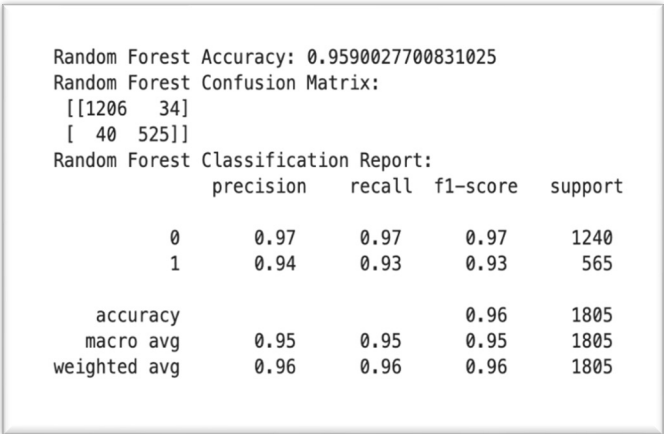 Random Forest Accuracy: 0.9590027700831025
Random Forest Confusion Matrix:
[[1206   34]
[  40  525]]
Random Forest Classification Report:
precision    recall  f1-score   support
0       0.97      0.97      0.97      1240
1       0.94      0.93      0.93       565
accuracy                           0.96      1805
macro avg       0.95      0.95      0.95      1805
weighted avg       0.96      0.96      0.96      1805